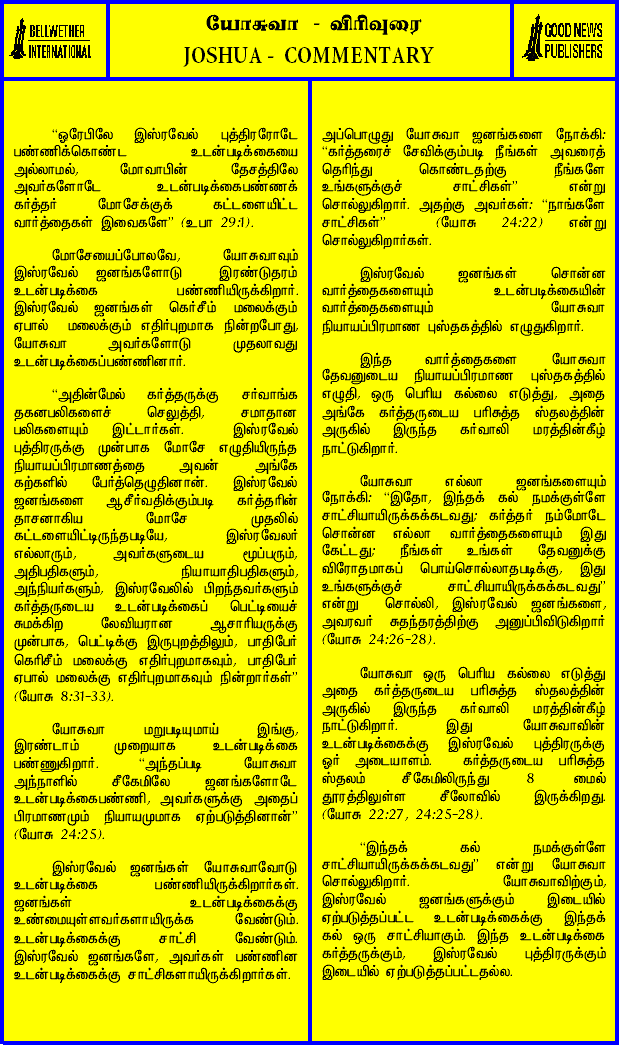 BELLWETHER
INTERNATIONAL
யோசுவா - விரிவுரை
JOSHUA - COMMENTARY
GOOD NEWS
PUBLISHERS
“ஒரேபிலே இஸ்ரவேல் புத்திரரோடே
பண்ணிக்கொண்ட உடன்படிக்கையை
அல்லாமல், மோவாபின் தேசத்திலே
அவர்களோடே உடன்படிக்கைபண்ணக்
கர்த்தர் மோசேக்குக் கட்டளையிட்ட
வார்த்தைகள் இவைகளே” (உபா 29:1).
மோசேயைப்போலவே, யோசுவாவும்
இஸ்ரவேல் ஜனங்களோடு இரண்டுதரம்
உடன்படிக்கை பண்ணியிருக்கிறார்.
இஸ்ரவேல் ஜனங்கள் கெர்சீம் மலைக்கும்
ஏபால் மலைக்கும் எதிர்புறமாக நின்றபோது,
யோசுவா அவர்களோடு முதலாவது
உடன்படிக்கைப்பண்ணினார்.
“அதின்மேல் கர்த்தருக்கு சர்வாங்க
தகனபலிகளைச் செலுத்தி, சமாதான
பலிகளையும் இட்டார்கள். இஸ்ரவேல்
புத்திரருக்கு முன்பாக மோசே எழுதியிருந்த
நியாயப்பிரமாணத்தை அவன் அங்கே
கற்களில் பேர்த்தெழுதினான். இஸ்ரவேல்
ஜனங்களை ஆசீர்வதிக்கும்படி கர்த்தரின்
தாசனாகிய மோசே முதலில்
கட்டளையிட்டிருந்தபடியே, இஸ்ரவேலர்
எல்லாரும், அவர்களுடைய மூப்பரும்,
அதிபதிகளும், நியாயாதிபதிகளும்,
அந்நியர்களும், இஸ்ரவேலில் பிறந்தவர்களும்
கர்த்தருடைய உடன்படிக்கைப் பெட்டியைச்
சுமக்கிற லேவியரான ஆசாரியருக்கு
முன்பாக, பெட்டிக்கு இருபுறத்திலும், பாதிபேர்
கெரிசீம் மலைக்கு எதிர்புறமாகவும், பாதிபேர்
ஏபால் மலைக்கு எதிர்புறமாகவும் நின்றார்கள்”
(யோசு 8:31-33).
யோசுவா மறுபடியுமாய் இங்கு,
இரண்டாம் முறையாக உடன்படிக்கை
பண்ணுகிறார். “அந்தப்படி யோசுவா
அந்நாளில் சீகேமிலே ஜனங்களோடே
உடன்படிக்கைபண்ணி, அவர்களுக்கு அதைப்
பிரமாணமும் நியாயமுமாக ஏற்படுத்தினான்”
(யோசு 24:25).
இஸ்ரவேல் ஜனங்கள் யோசுவாவோடு
உடன்படிக்கை பண்ணியிருக்கிறார்கள்.
ஜனங்கள் உடன்படிக்கைக்கு
உண்மையுள்ளவர்களாயிருக்க வேண்டும்.
உடன்படிக்கைக்கு சாட்சி வேண்டும்.
இஸ்ரவேல் ஜனங்களே, அவர்கள் பண்ணின
உடன்படிக்கைக்கு சாட்சிகளாயிருக்கிறார்கள்.
அப்பொழுது யோசுவா ஜனங்களை நோக்கி:
“கர்த்தரைச் சேவிக்கும்படி நீங்கள் அவரைத்
தெரிந்து கொண்டதற்கு நீங்களே
உங்களுக்குச் சாட்சிகள்” என்று
சொல்லுகிறார். அதற்கு அவர்கள்: “நாங்களே
சாட்சிகள்” (யோசு 24:22) என்று
சொல்லுகிறார்கள்.
இஸ்ரவேல் ஜனங்கள் சொன்ன
வார்த்தைகளையும் உடன்படிக்கையின்
வார்த்தைகளையும் யோசுவா
நியாயப்பிரமாண புஸ்தகத்தில் எழுதுகிறார்.
இந்த வார்த்தைகளை யோசுவா
தேவனுடைய நியாயப்பிரமாண புஸ்தகத்தில்
எழுதி, ஒரு பெரிய கல்லை எடுத்து, அதை
அங்கே கர்த்தருடைய பரிசுத்த ஸ்தலத்தின்
அருகில் இருந்த கர்வாலி மரத்தின்கீழ்
நாட்டுகிறார்.
யோசுவா எல்லா ஜனங்களையும்
நோக்கி: “இதோ, இந்தக் கல் நமக்குள்ளே
சாட்சியாயிருக்கக்கடவது; கர்த்தர் நம்மோடே
சொன்ன எல்லா வார்த்தைகளையும் இது
கேட்டது; நீங்கள் உங்கள் தேவனுக்கு
விரோதமாகப் பொய்சொல்லாதபடிக்கு, இது
உங்களுக்குச் சாட்சியாயிருக்கக்கடவது”
என்று சொல்லி, இஸ்ரவேல் ஜனங்களை,
அவரவர் சுதந்தரத்திற்கு அனுப்பிவிடுகிறார்
(யோசு 24:26-28).
யோசுவா ஒரு பெரிய கல்லை எடுத்து
அதை கர்த்தருடைய பரிசுத்த ஸ்தலத்தின்
அருகில் இருந்த கர்வாலி மரத்தின்கீழ்
நாட்டுகிறார். இது யோசுவாவின்
உடன்படிக்கைக்கு இஸ்ரவேல் புத்திரருக்கு
ஓர் அடையாளம். கர்த்தருடைய பரிசுத்த
ஸ்தலம் சீகேமிலிருந்து 8 மைல்
தூரத்திலுள்ள சீலோவில் இருக்கிறது.
(யோசு 22:27, 24:25-28).
“இந்தக் கல் நமக்குள்ளே
சாட்சியாயிருக்கக்கடவது” என்று யோசுவா
சொல்லுகிறார். யோசுவாவிற்கும்,
இஸ்ரவேல் ஜனங்களுக்கும் இடையில்
ஏற்படுத்தப்பட்ட உடன்படிக்கைக்கு இந்தக்
கல் ஒரு சாட்சியாகும். இந்த உடன்படிக்கை
கர்த்தருக்கும், இஸ்ரவேல் புத்திரருக்கும்
இடையில் ஏற்படுத்தப்பட்டதல்ல.